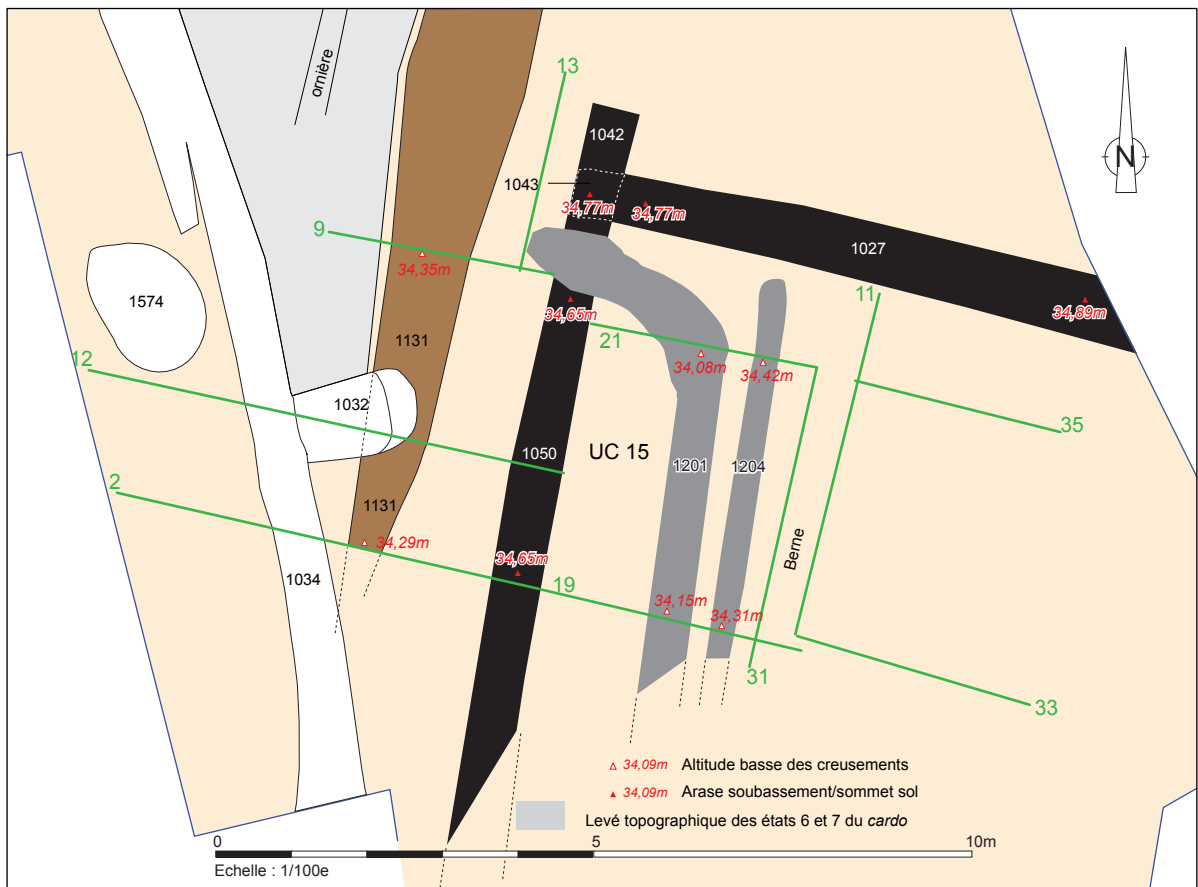 ornière
13
N
1042
1043
34,77m
34,77m
9
1027
34,35m
11
1574
34,65m
34,89m
21
1131
34,08m
34,42m
12
1032
35
1050
UC 15
1201
1204
2
1131
Berne
34,29m
34,65m
1034
19
34,15m
34,31m
31
33
34,09m Altitude basse des creusements
34,09m Arase soubassement/sommet sol
Levé topographique des états 6 et 7 du cardo
0 5 10m
Echelle : 1/100e